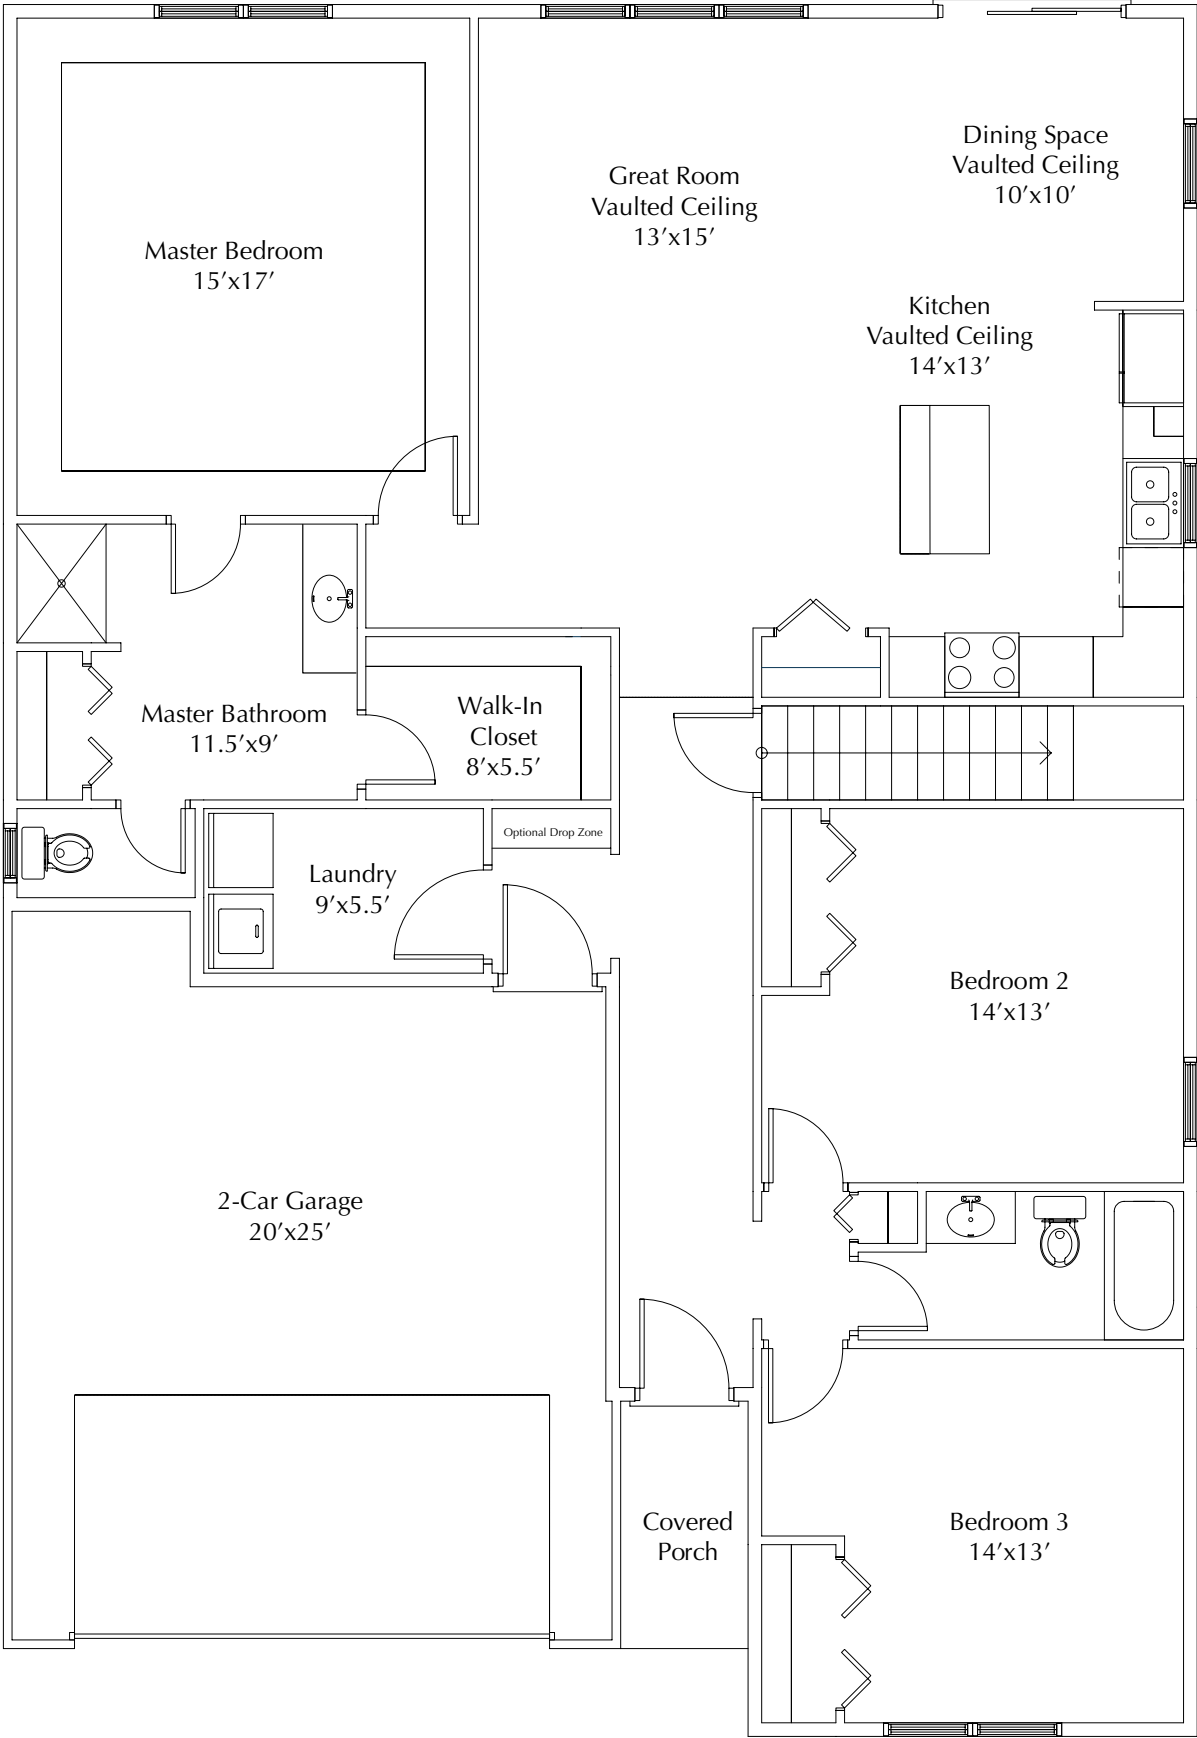 Dining Space
Vaulted Ceiling
10’x10’
Great Room
Vaulted Ceiling
13’x15’
Master Bedroom
15’x17’
Kitchen
Vaulted Ceiling
14’x13’
Master Bathroom
11.5’x9’
Walk-In
Closet
8’x5.5’
Optional Drop Zone
Laundry
9’x5.5’
Bedroom 2
14’x13’
2-Car Garage
20’x25’
Covered
Porch
Bedroom 3
14’x13’